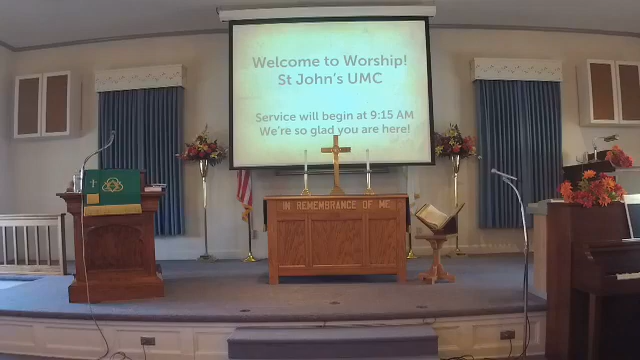 Welcome to Worship!
St John's UMC
Service will begin at 9:15 AM
We're so glad you are here!
IN REMEMBRANCE OF ME